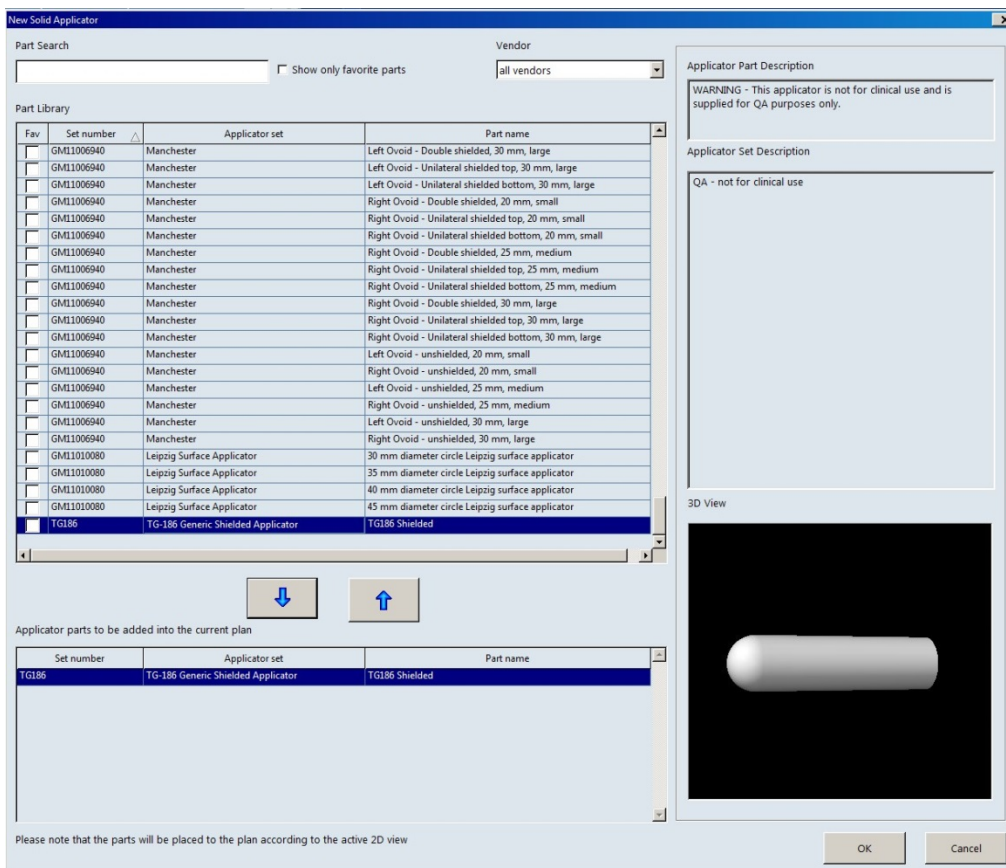 New Solid Applicator
Part Search
Vendor
Show only favorite parts
all vendors
Part Library
Fav Set number Applicator set Part name
GM11006940 Manchester Left Ovoid - Double shielded, 30 mm, large
GM11006940 Manchester Left Ovoid - Unilateral shielded top, 30 mm, large
GM11006940 Manchester Left Ovoid - Unilateral shielded bottom, 30 mm, large
GM11006940 Manchester Right Ovoid - Double shielded, 20 mm, small
GM11006940 Manchester Right Ovoid - Unilateral shielded top, 20 mm, small
GM11006940 Manchester Right Ovoid - Unilateral shielded bottom, 20 mm, small
GM11006940 Manchester Right Ovoid - Double shielded, 25 mm, medium
GM11006940 Manchester Right Ovoid - Unilateral shielded top, 25 mm, medium
GM11006940 Manchester Right Ovoid - Unilateral shielded bottom, 25 mm, medium
GM11006940 Manchester Right Ovoid - Double shielded, 30 mm, large
GM11006940 Manchester Right Ovoid - Unilateral shielded top, 30 mm, large
GM11006940 Manchester Right Ovoid - Unilateral shielded bottom, 30 mm, large
GM11006940 Manchester Left Ovoid - unshielded, 20 mm, small
GM11006940 Manchester Right Ovoid - unshielded, 20 mm, small
GM11006940 Manchester Left Ovoid - unshielded, 25 mm, medium
GM11006940 Manchester Right Ovoid - unshielded, 25 mm, medium
GM11006940 Manchester Left Ovoid - unshielded, 30 mm, large
GM11006940 Manchester Right Ovoid - unshielded, 30 mm, large
GM11010080 Leipzig Surface Applicator 30 mm diameter circle Leipzig surface applicator
GM11010080 Leipzig Surface Applicator 35 mm diameter circle Leipzig surface applicator
GM11010080 Leipzig Surface Applicator 40 mm diameter circle Leipzig surface applicator
GM11010080 Leipzig Surface Applicator 45 mm diameter circle Leipzig surface applicator
TG186 TG-186 Generic Shielded Applicator TG186 Shielded
Applicator parts to be added into the current plan
Set number Applicator set Part name
TG186 TG-186 Generic Shielded Applicator TG186 Shielded
Please note that the parts will be placed to the plan according to the active 2D view
Applicator Part Description
WARNING - This applicator is not for clinical use and is
supplied for QA purposes only.
Applicator Set Description
QA - not for clinical use
3D View
OK
Cancel